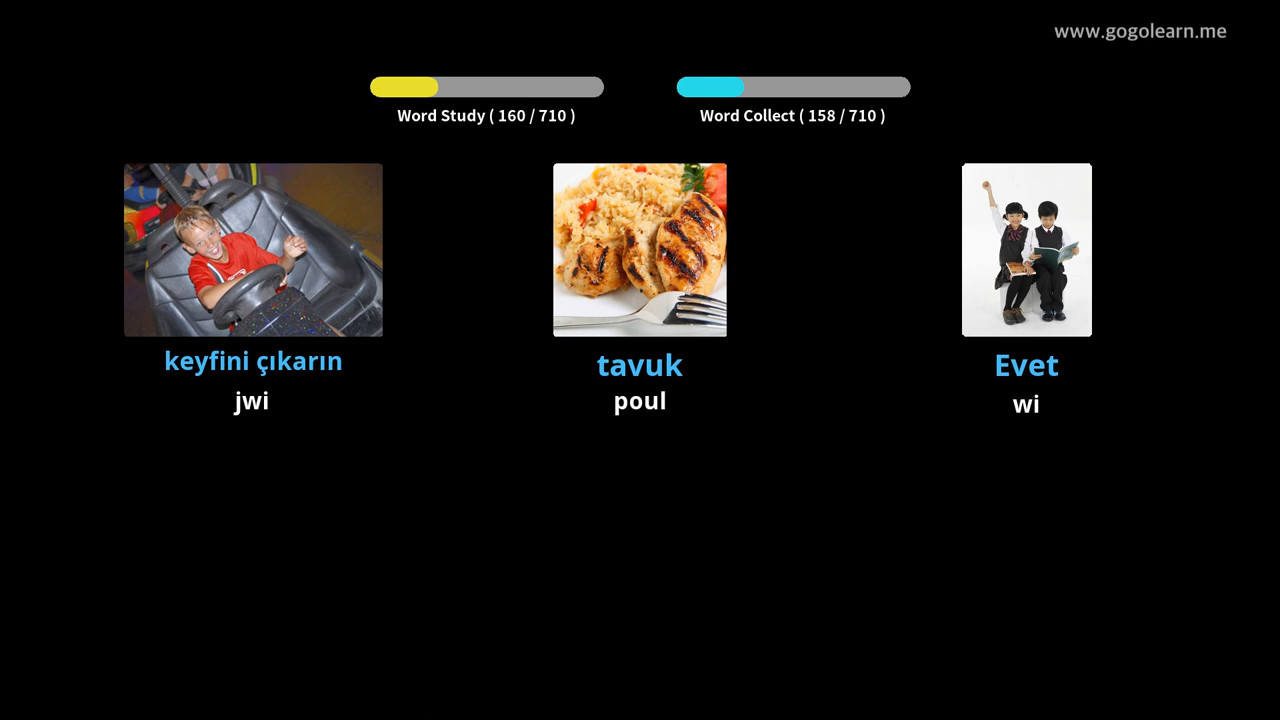 www.gogolearn.me
Word Study ( 160 / 710 )
Word Collect ( 158 / 710 )
keyfini çıkarın
jwi
tavuk
poul
Evet
wi